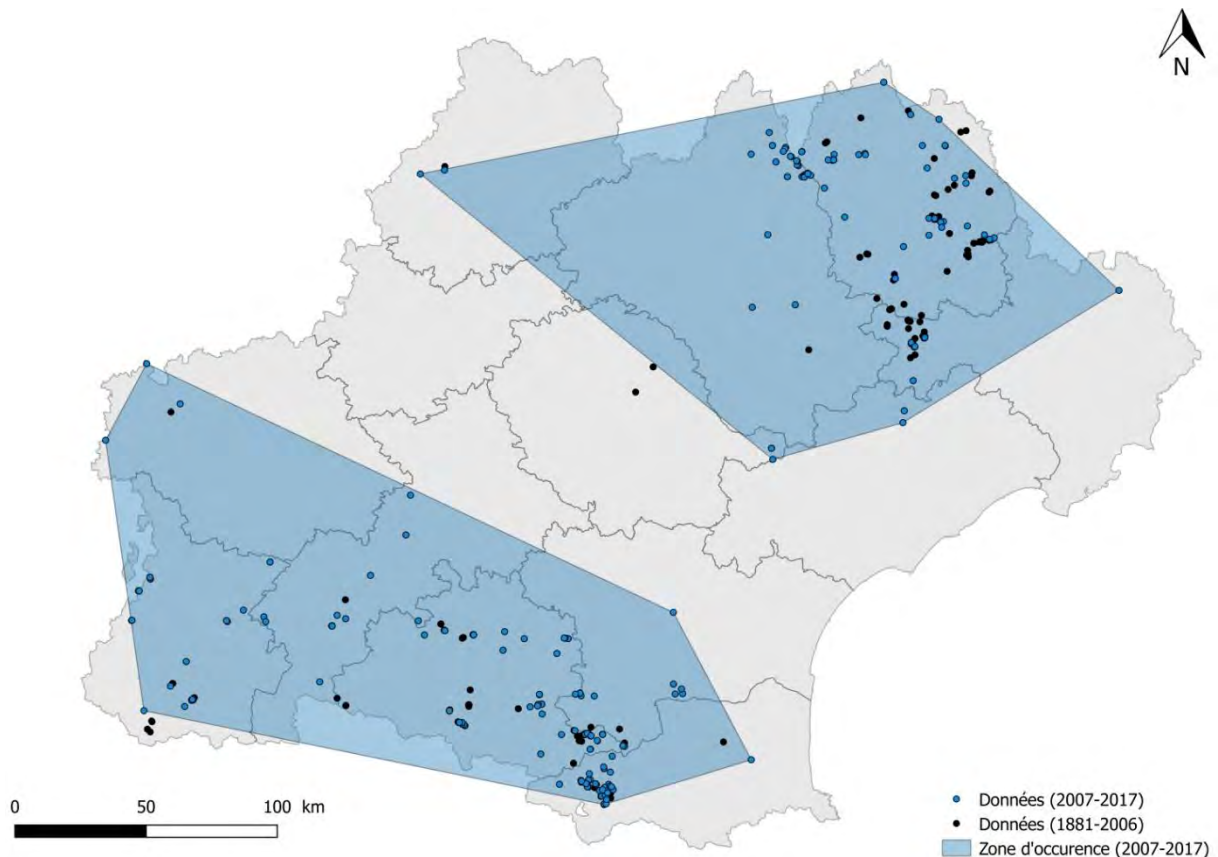 N
0 50 100 km
Données (2007-2017)
Données (1881-2006)
Zone d'occurence (2007-2017)